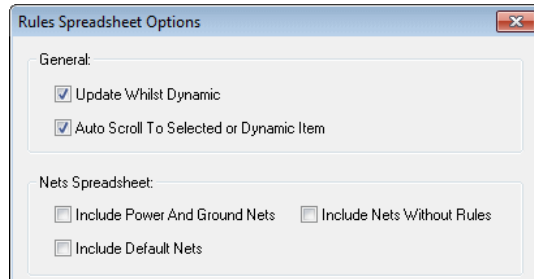 Rules Spreadsheet Options
General:
Update Whilst Dynamic
Auto Scroll To Selected or Dynamic Item
Nets Spreadsheet:
Include Power And Ground Nets Include Nets Without Rules
Include Default Nets